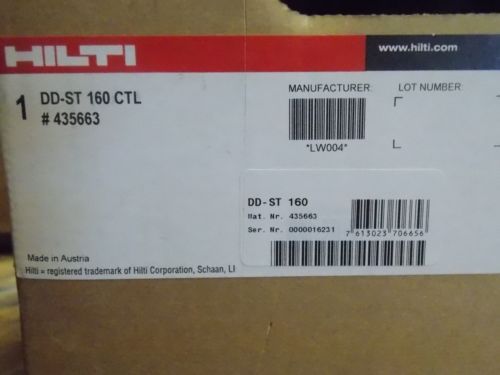 HILTI
www.hilti.com
1 DD-ST 160 CTL
# 435663
MANUFACTURER:
LOT NUMBER:
*LW004*
DD-ST 160
Mat. Nr. 435663
Ser. Nr. 0000016231
7 613023 706656
Made in Austria
Hilti = registered trademark of Hilti Corporation, Schaan, LI